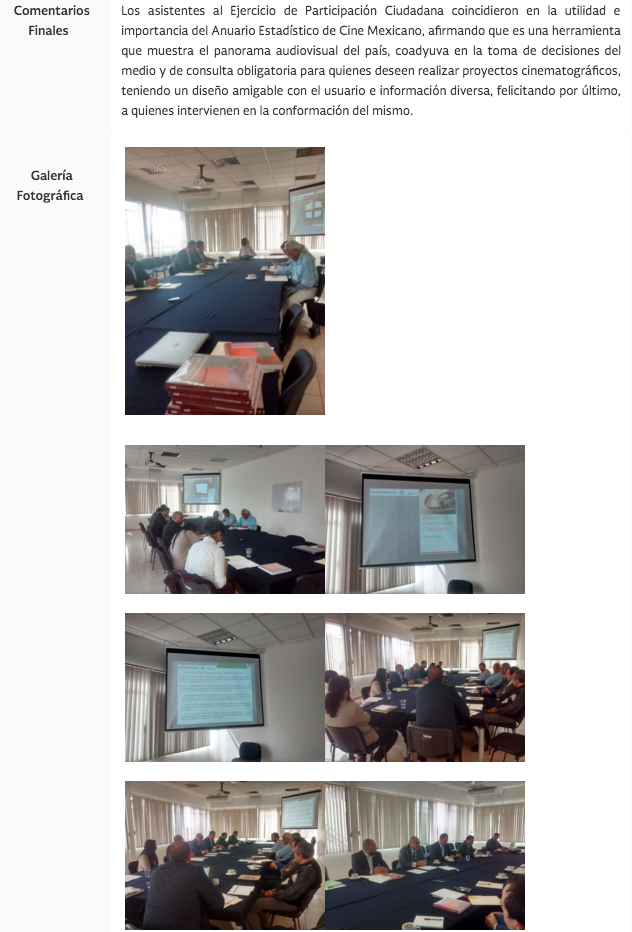 Comentarios
Finales
Los asistentes al Ejercicio de Participación Ciudadana coincidieron en la utilidad e
importancia del Anuario Estadístico de Cine Mexicano, afirmando que es una herramienta
que muestra el panorama audiovisual del país, coadyuva en la toma de decisiones del
medio y de consulta obligatoria para quienes deseen realizar proyectos cinematográficos,
teniendo un diseño amigable con el usuario e información diversa, felicitando por último,
a quienes intervienen en la conformación del mismo.
Galería
Fotográfica